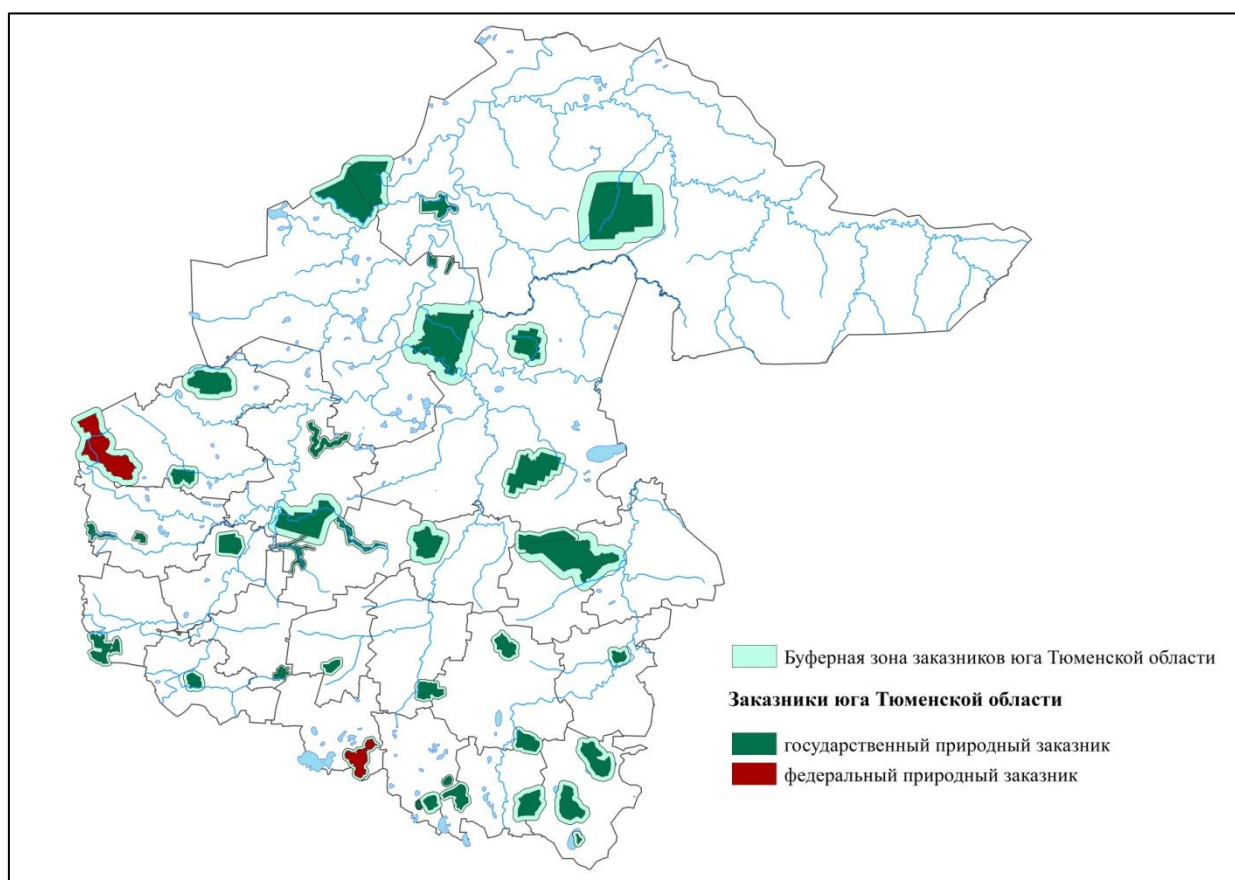 Буферная зона заказников юга Тюменской области
Заказники юга Тюменской области
государственный природный заказник
федеральный природный заказник